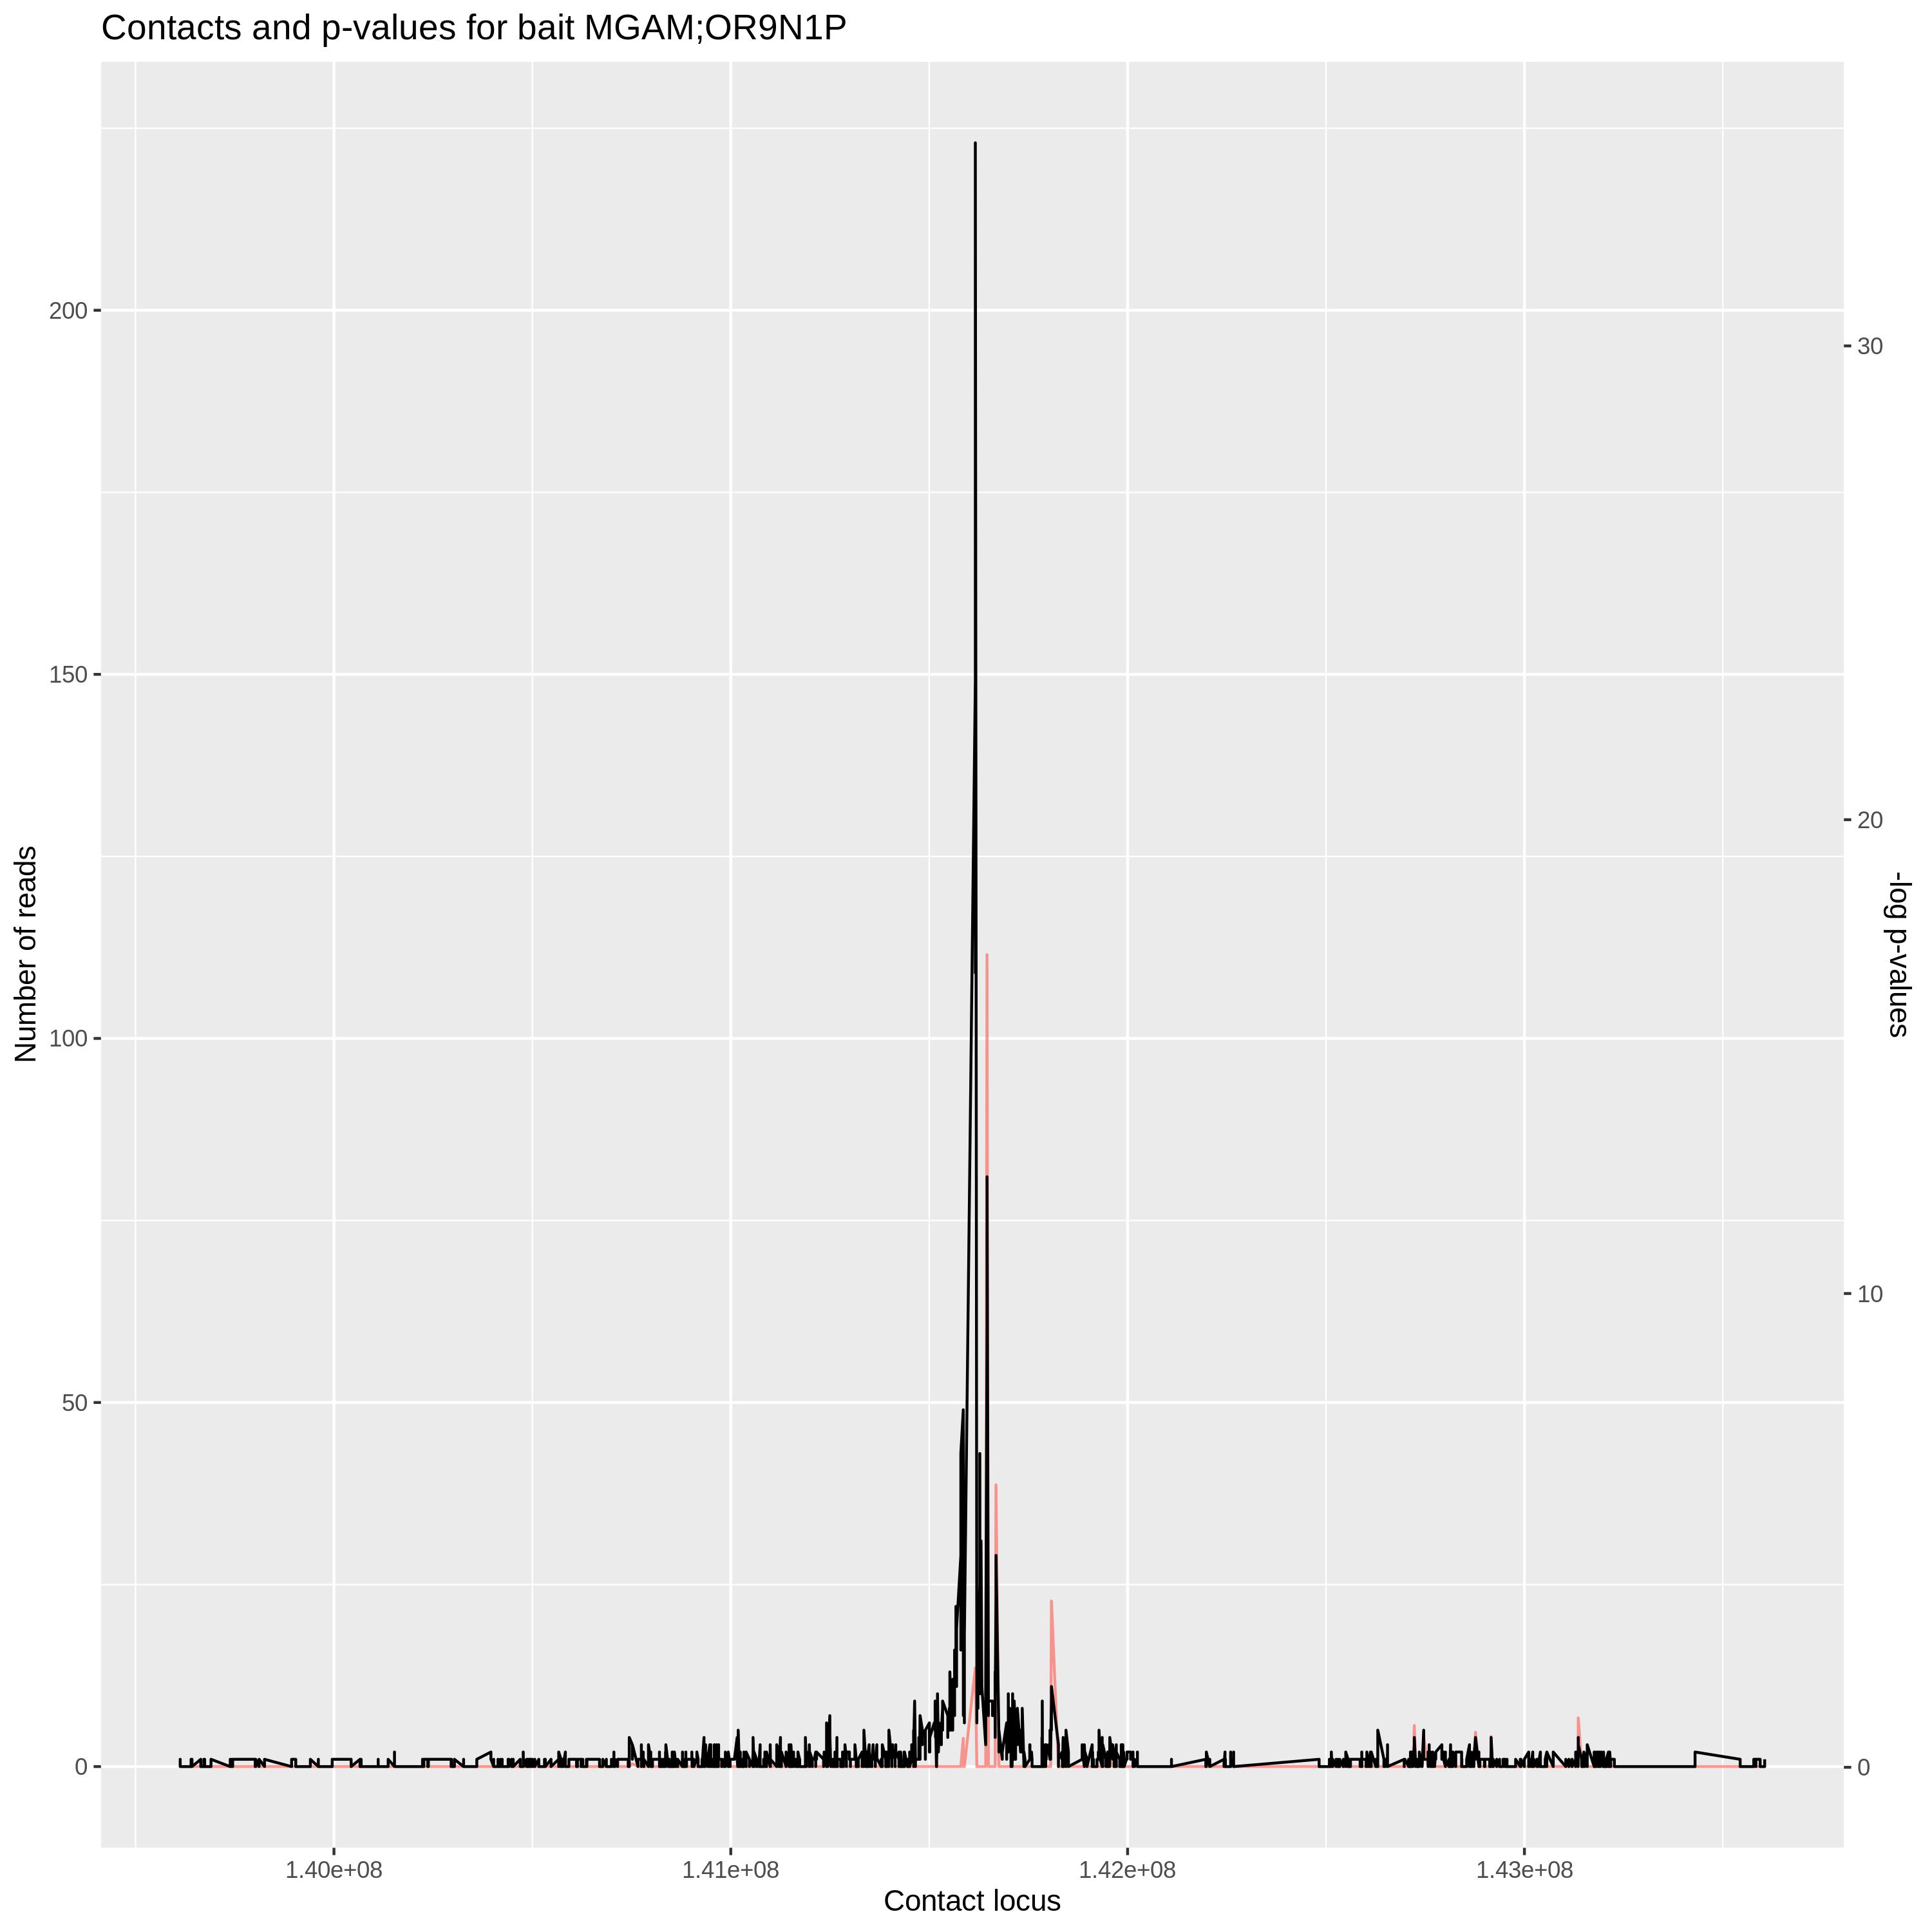 Contacts and p-values for bait MGAM;OR9N1P
200
150
100
50
0
Number of reads
30
20
10
0
-log p-values
1.40e+08 1.41e+08 1.42e+08 1.43e+08
Contact locus